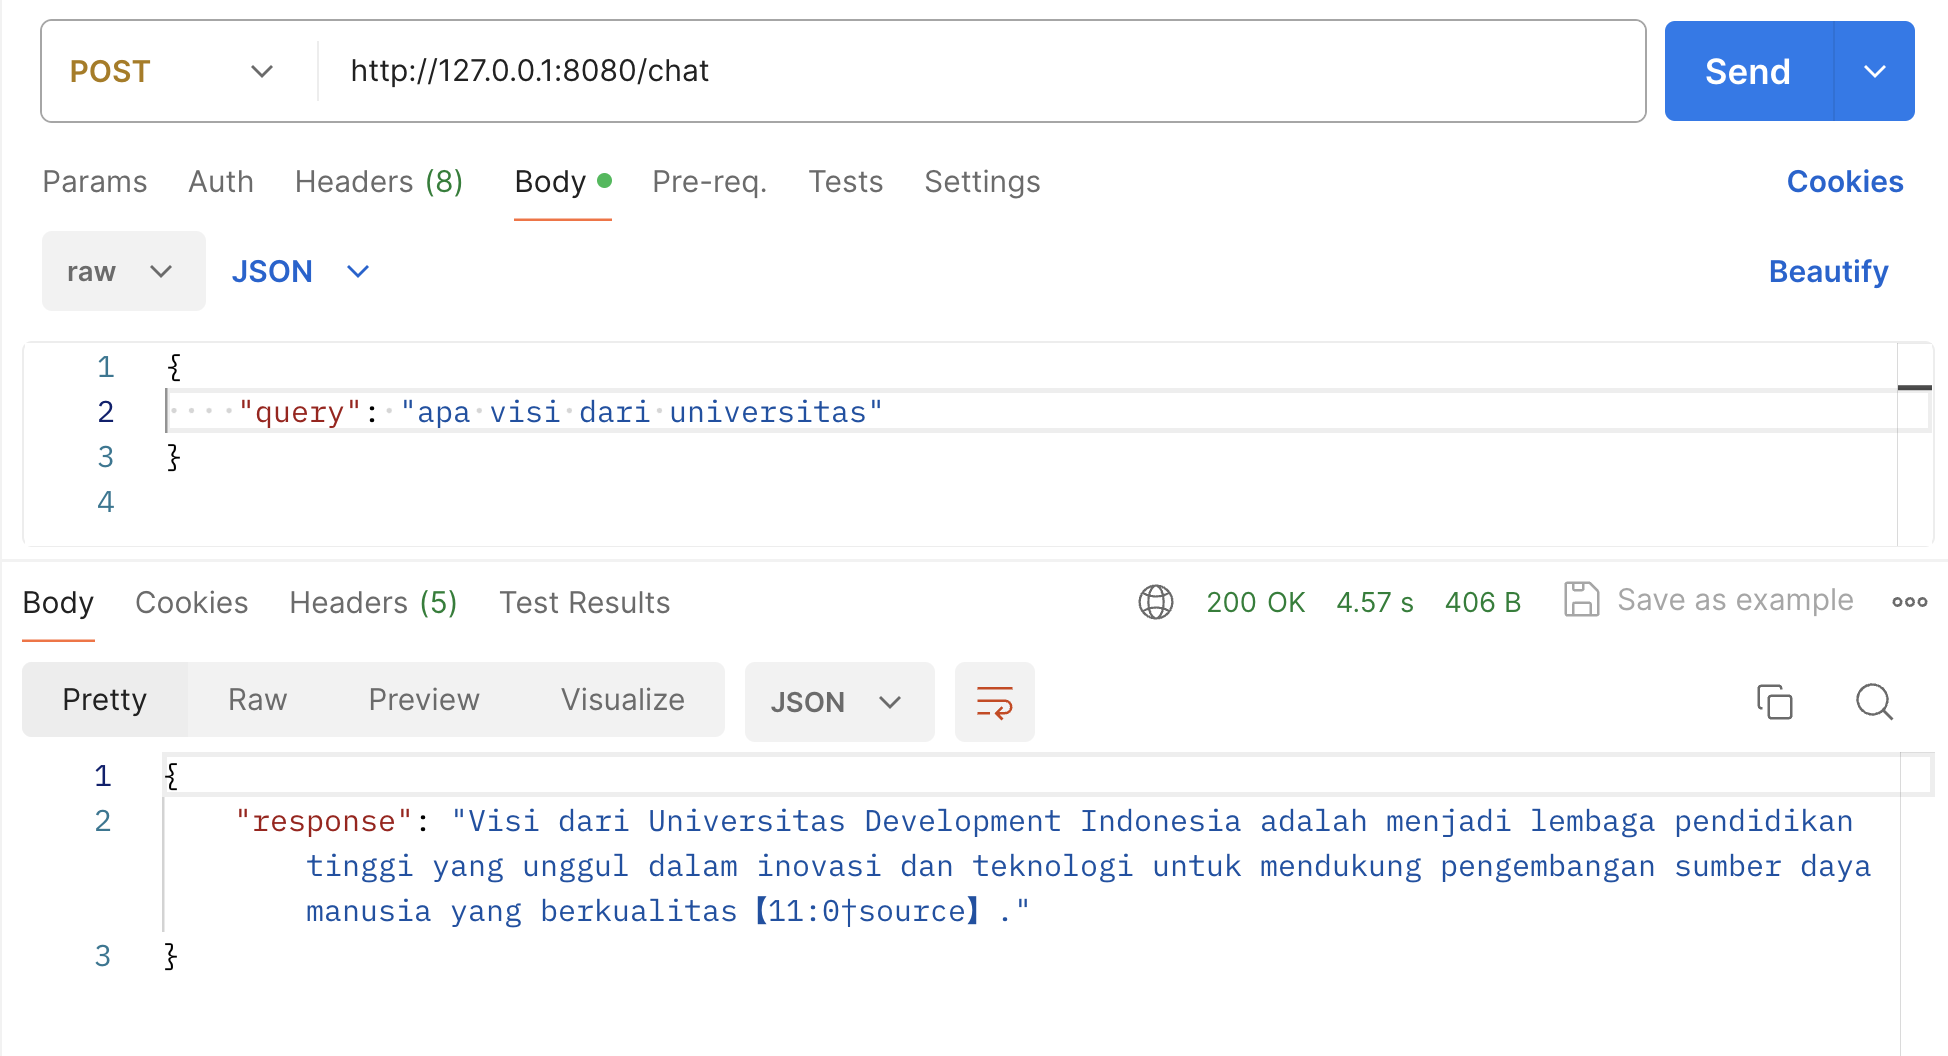 POST http://127.0.0.1:8080/chat Send
Params Auth Headers (8) Body Pre-req. Tests Settings Cookies
raw JSON Beautify
1 {
2 "query": "apa visi dari universitas"
3 }
4
Body Cookies Headers (5) Test Results 200 OK 4.57 s 406 B Save as example
Pretty Raw Preview Visualize JSON
1 {
2 "response": "Visi dari Universitas Development Indonesia adalah menjadi lembaga pendidikan
tinggi yang unggul dalam inovasi dan teknologi untuk mendukung pengembangan sumber daya
manusia yang berkualitas【11:0†source】."
3 }